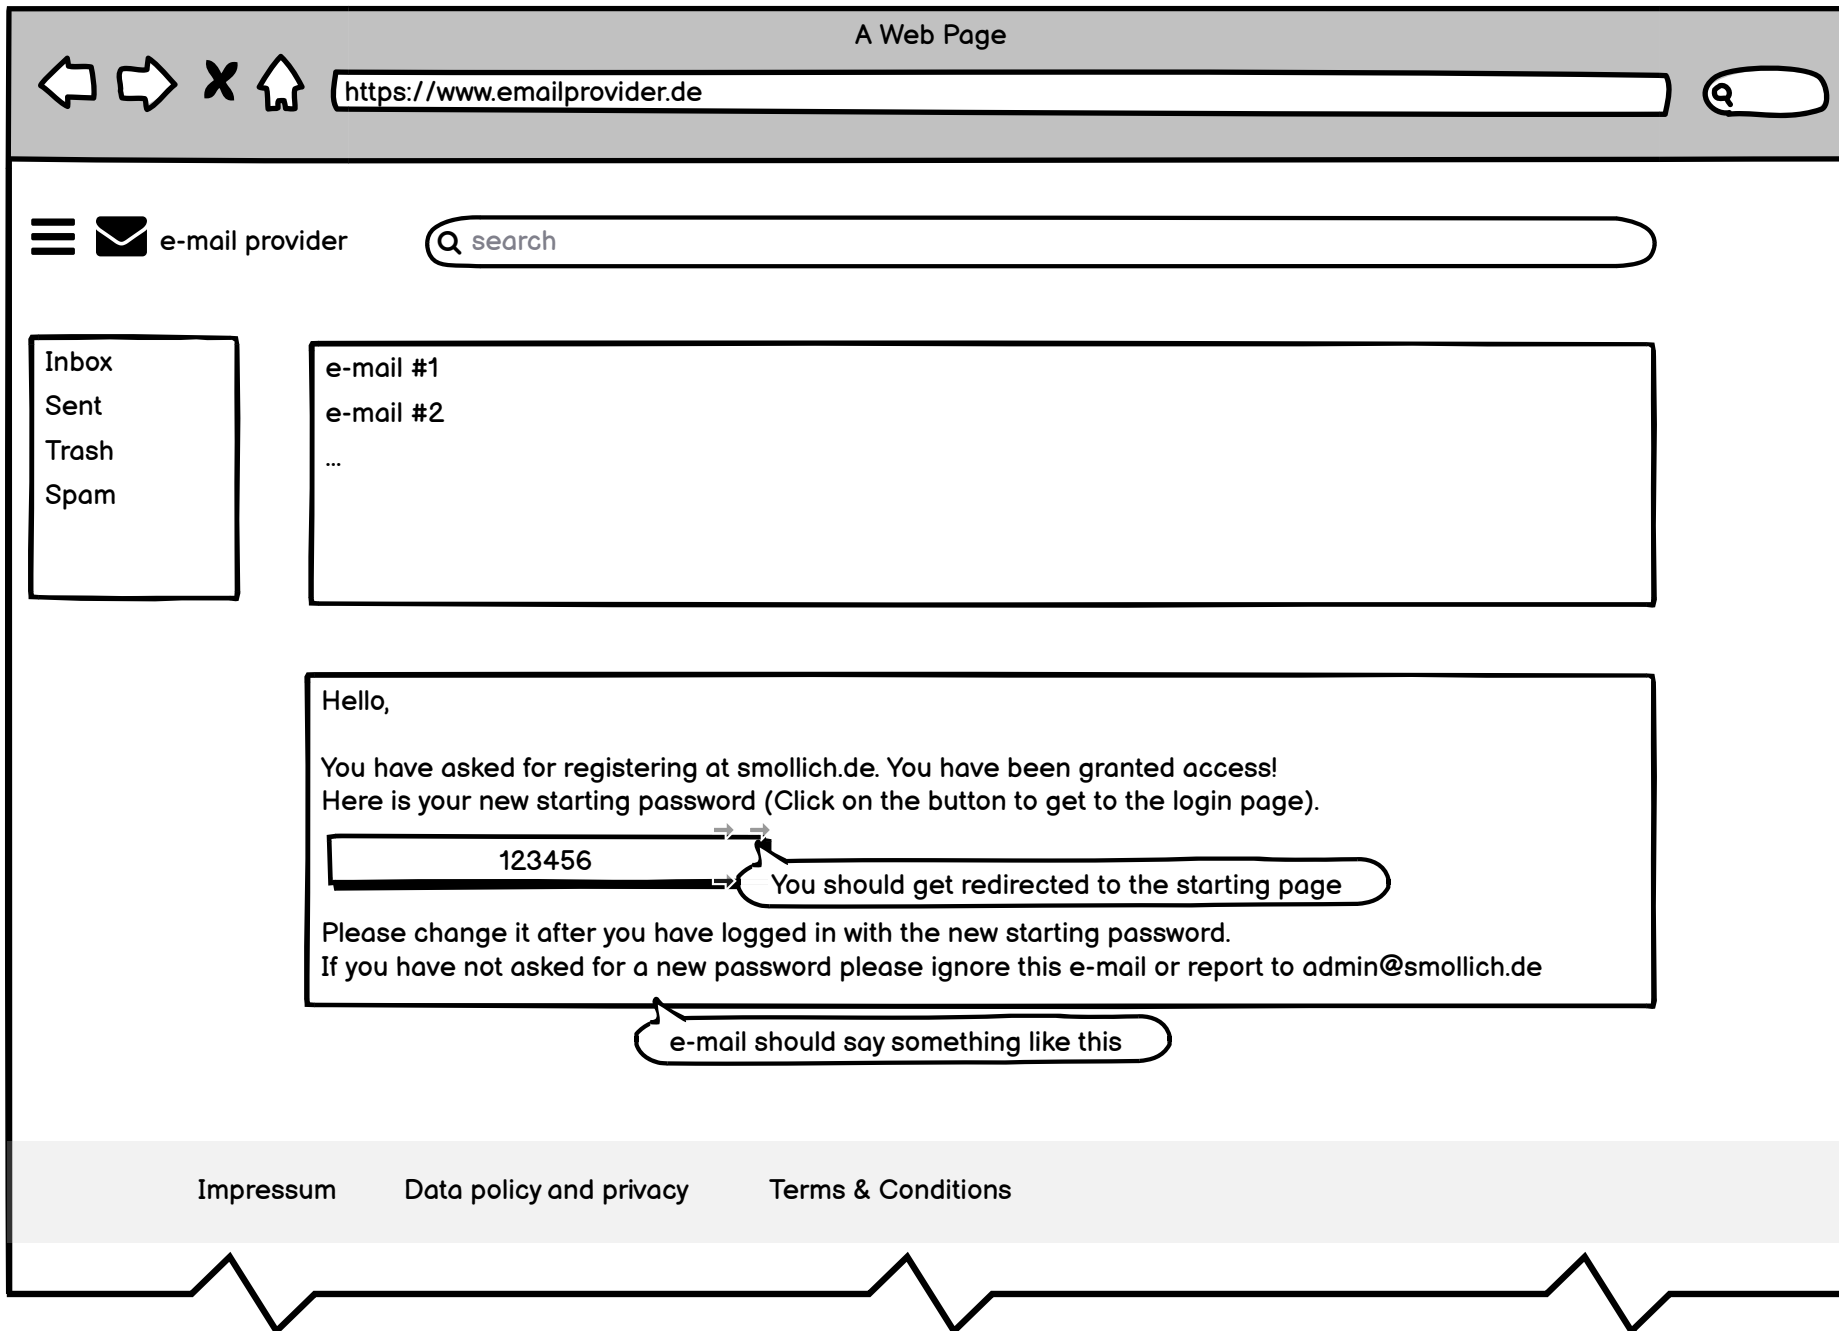 A Web Page
https://www.emailprovider.de
e-mail provider
search
Inbox
Sent
Trash
Spam
e-mail #1
e-mail #2
...
Hello,
You have asked for registering at smollich.de. You have been granted access!
Here is your new starting password (Click on the button to get to the login page).
123456
You should get redirected to the starting page
Please change it after you have logged in with the new starting password.
If you have not asked for a new password please ignore this e-mail or report to admin@smollich.de
e-mail should say something like this
Impressum Data policy and privacy Terms & Conditions